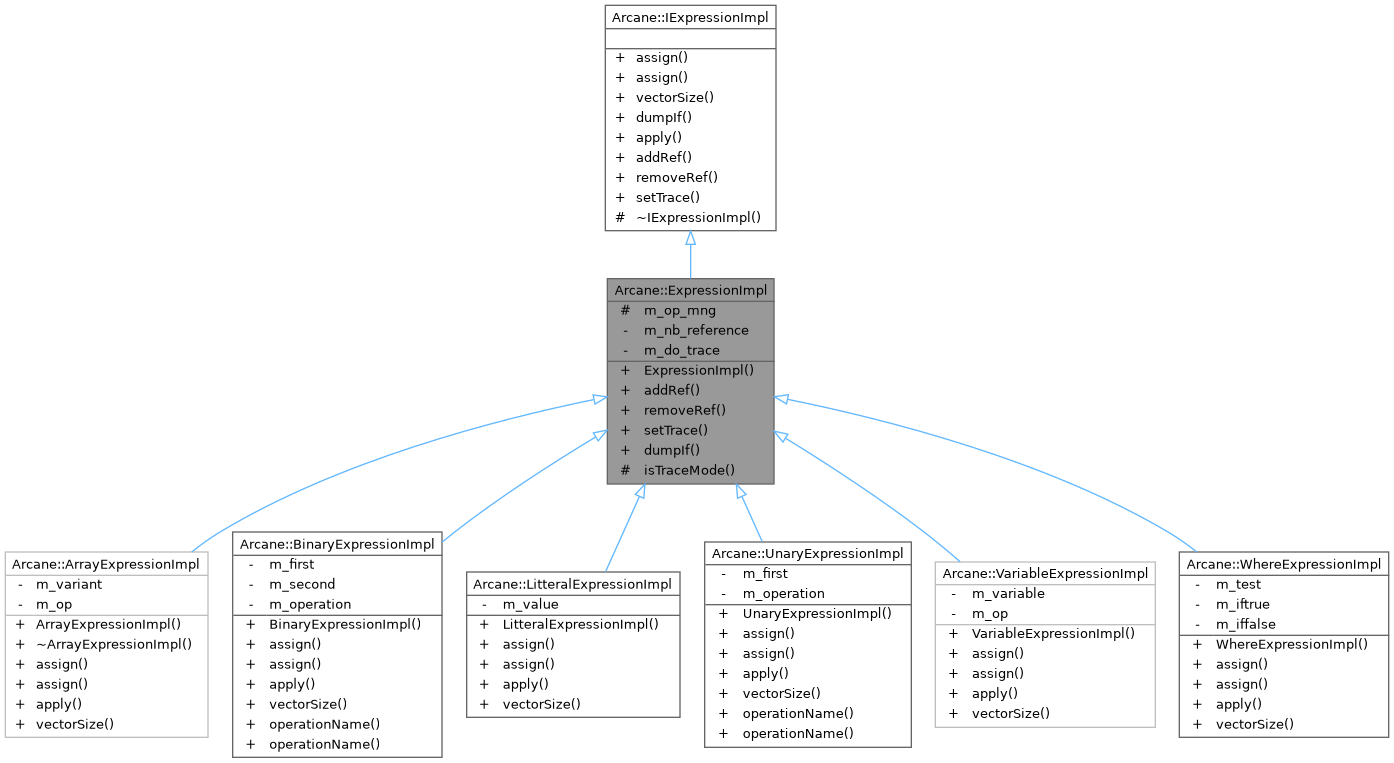 Arcane::IExpressionImpl
+ assign()
+ assign()
+ vectorSize()
+ dumpIf()
+ apply()
+ addRef()
+ removeRef()
+ setTrace()
# ~IExpressionImpl()
Arcane::ExpressionImpl
# m_op_mng
- m_nb_reference
- m_do_trace
+ ExpressionImpl()
+ addRef()
+ removeRef()
+ setTrace()
+ dumpIf()
# isTraceMode()
Arcane::ArrayExpressionImpl
- m_variant
- m_op
+ ArrayExpressionImpl()
+ ~ArrayExpressionImpl()
+ assign()
+ assign()
+ apply()
+ vectorSize()
Arcane::BinaryExpressionImpl
- m_first
- m_second
- m_operation
+ BinaryExpressionImpl()
+ assign()
+ assign()
+ apply()
+ vectorSize()
+ operationName()
+ operationName()
Arcane::LitteralExpressionImpl
- m_value
+ LitteralExpressionImpl()
+ assign()
+ assign()
+ apply()
+ vectorSize()
Arcane::UnaryExpressionImpl
- m_first
- m_operation
+ UnaryExpressionImpl()
+ assign()
+ assign()
+ apply()
+ vectorSize()
+ operationName()
+ operationName()
Arcane::VariableExpressionImpl
- m_variable
- m_op
+ VariableExpressionImpl()
+ assign()
+ assign()
+ apply()
+ vectorSize()
Arcane::WhereExpressionImpl
- m_test
- m_iftrue
- m_iffalse
+ WhereExpressionImpl()
+ assign()
+ assign()
+ apply()
+ vectorSize()